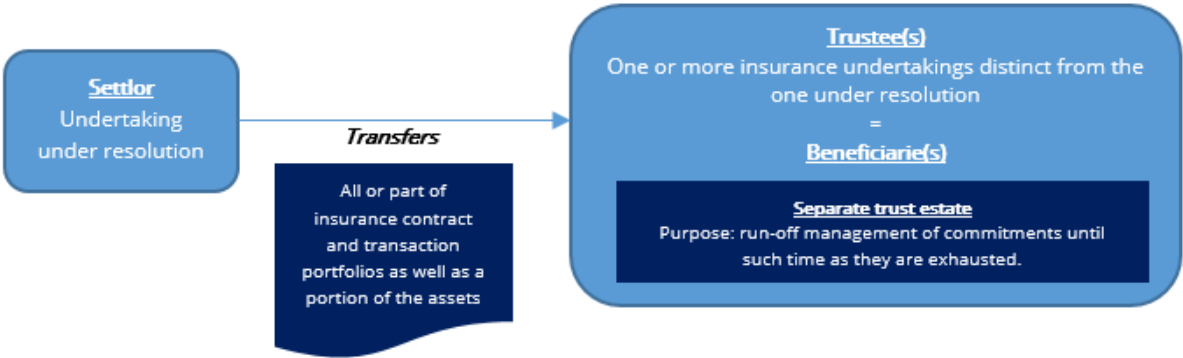 Settlor
Undertaking
under resolution
Transfers
All or part of
insurance contract
and transaction
portfolios as well as a
portion of the assets
Trustee(s)
One or more insurance undertakings distinct from the
one under resolution
=
Beneficiarie(s)
Separate trust estate
Purpose: run-off management of commitments until
such time as they are exhausted.